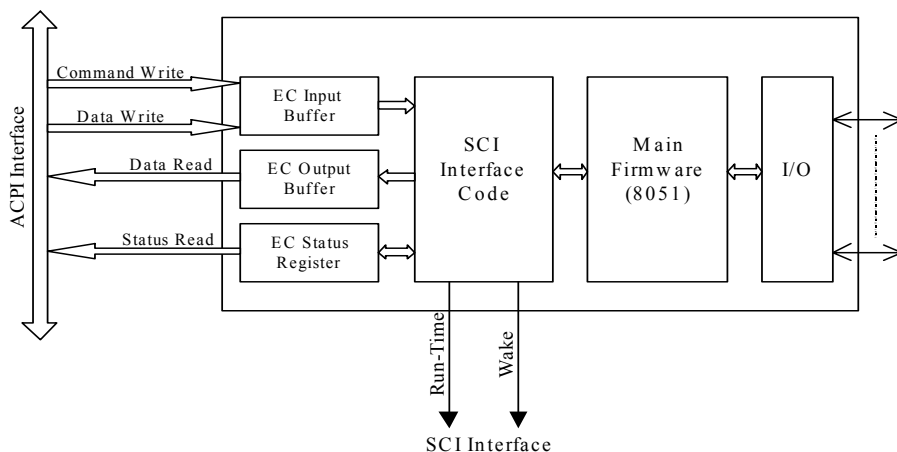 ACPI Interface
Command Write
Data Write
Data Read
Status Read
EC Input
Buffer
EC Output
Buffer
EC Status
Register
SCI
Interface
Code
Main
Firmware
(8051)
I/O
Run-Time
Wake
SCI Interface